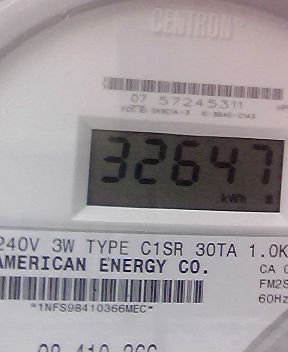 CENTRON
07 57245311
32647
kWh
240V 3W TYPE C1SR 30TA 1.0K
AMERICAN ENERGY CO.
CA
FM2S
60Hz
*1NFS98410366MEC*